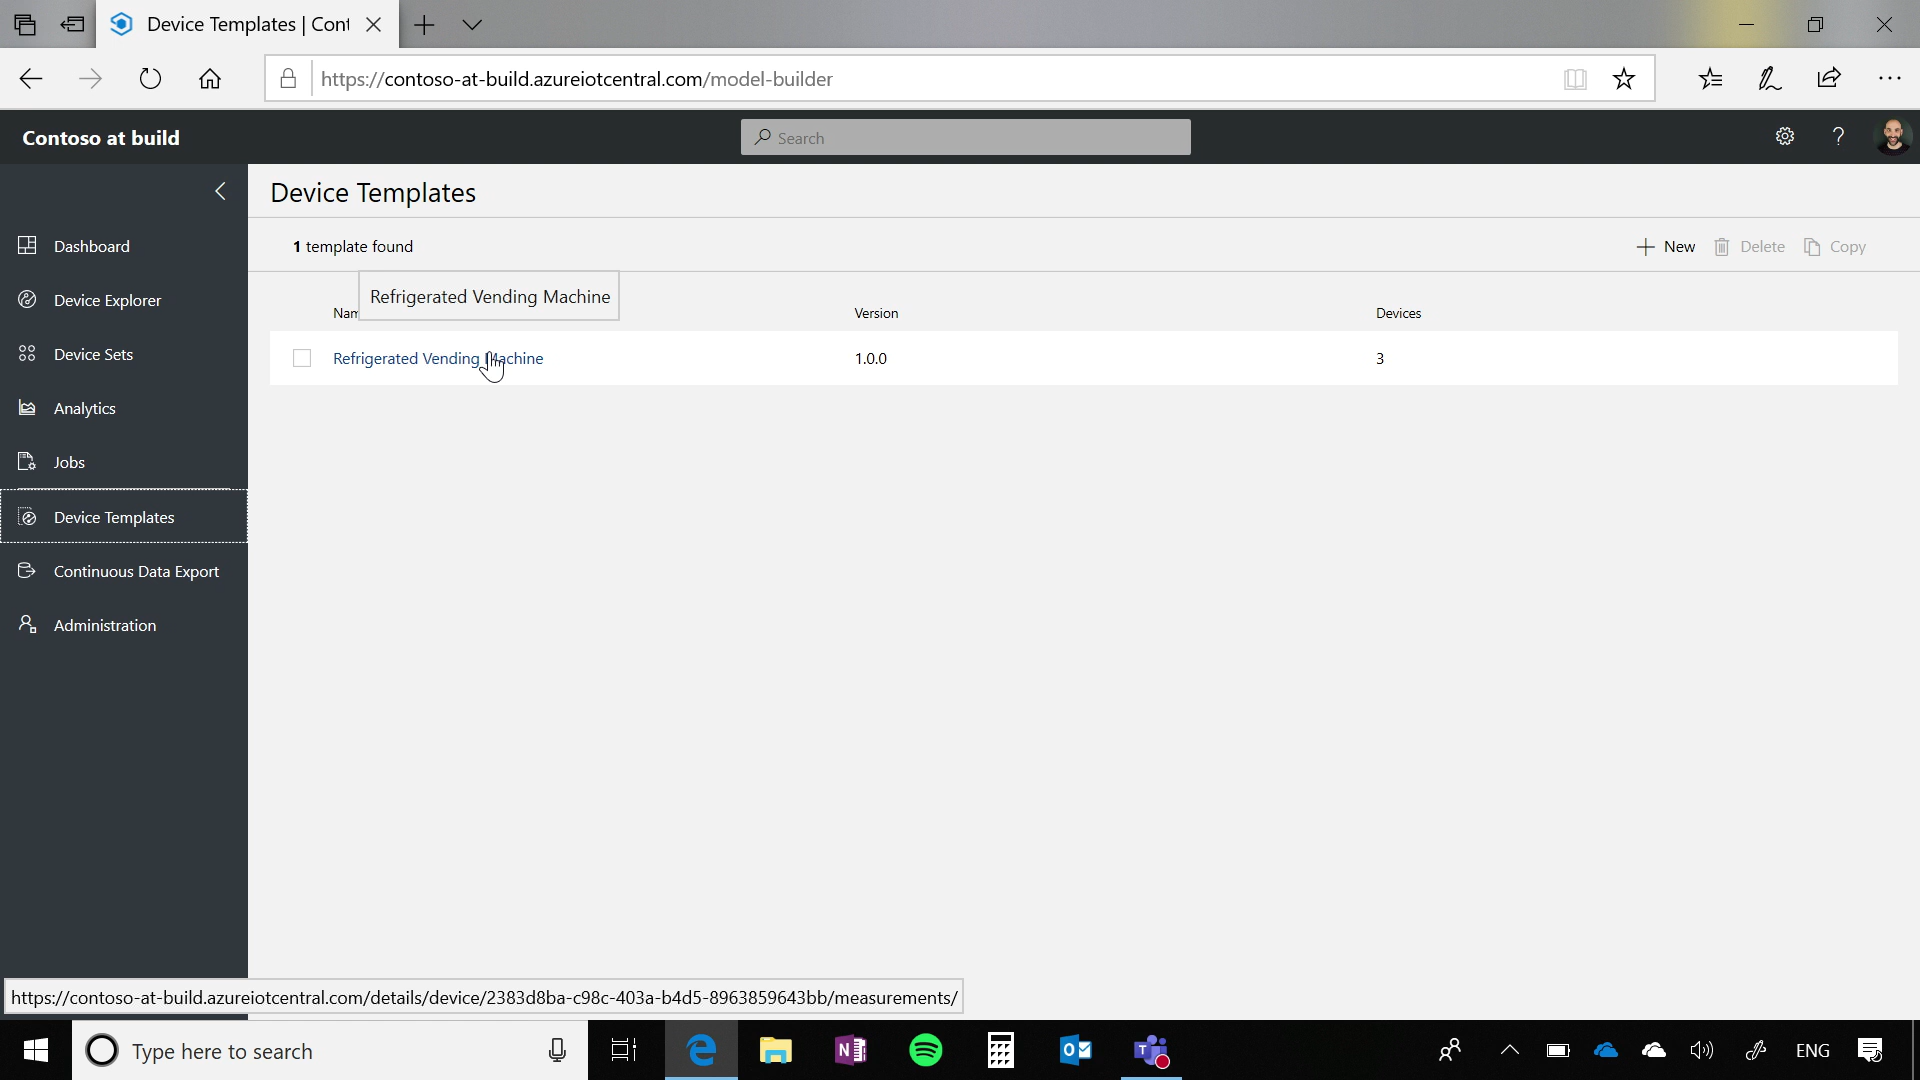 Device Templates | Cont
https://contoso-at-build.azureiotcentral.com/model-builder
Contoso at build
Search
?
Device Templates
Dashboard
Device Explorer
Device Sets
Analytics
Jobs
Device Templates
Continuous Data Export
Administration
1 template found
New
Delete
Copy
Refrigerated Vending Machine
Nam
Version
Devices
Refrigerated Vending Machine
1.0.0
3
https://contoso-at-build.azureiotcentral.com/details/device/2383d8ba-c98c-403a-b4d5-8963859643bb/measurements/
Type here to search
ENG